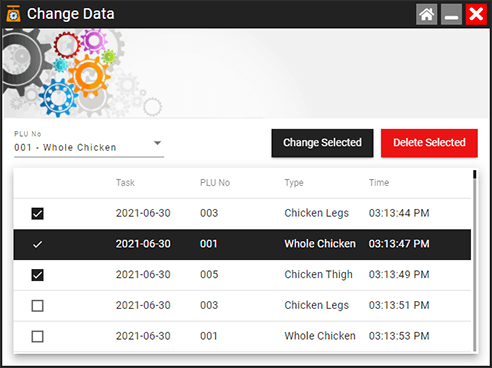 Change Data
PLU No
001 - Whole Chicken
Change Selected
Delete Selected
Task PLU No Type Time
2021-06-30 003 Chicken Legs 03:13:44 PM
2021-06-30 001 Whole Chicken 03:13:47 PM
2021-06-30 005 Chicken Thigh 03:13:49 PM
2021-06-30 003 Chicken Legs 03:13:51 PM
2021-06-30 001 Whole Chicken 03:13:53 PM